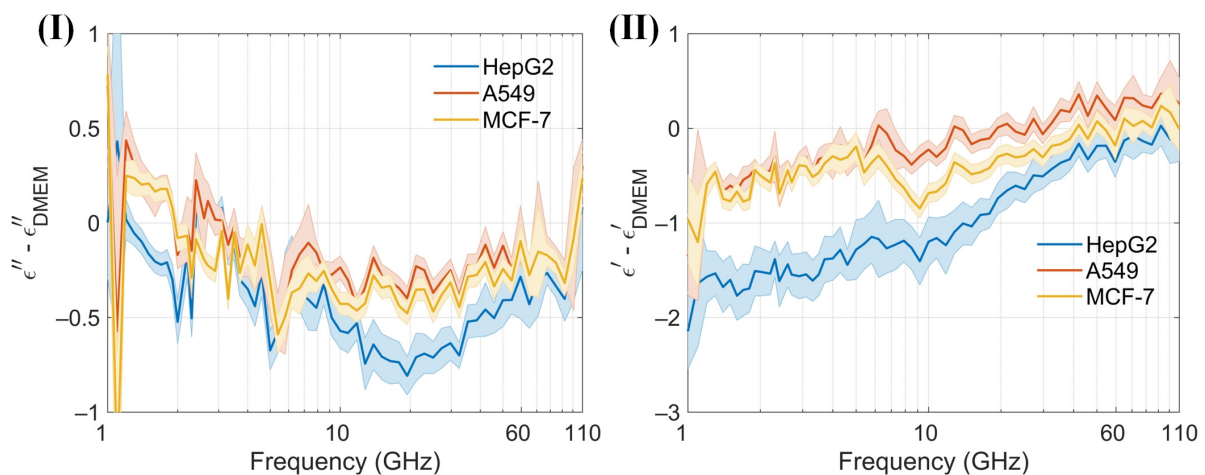 (I)
1
0.5
0
−0.5
−1
ϵ'' - ϵ''DMEM
HepG2
A549
MCF-7
1
10
60
110
Frequency (GHz)
(II)
1
0
−1
−2
−3
ϵ' - ϵ'DMEM
HepG2
A549
MCF-7
1
10
60
110
Frequency (GHz)